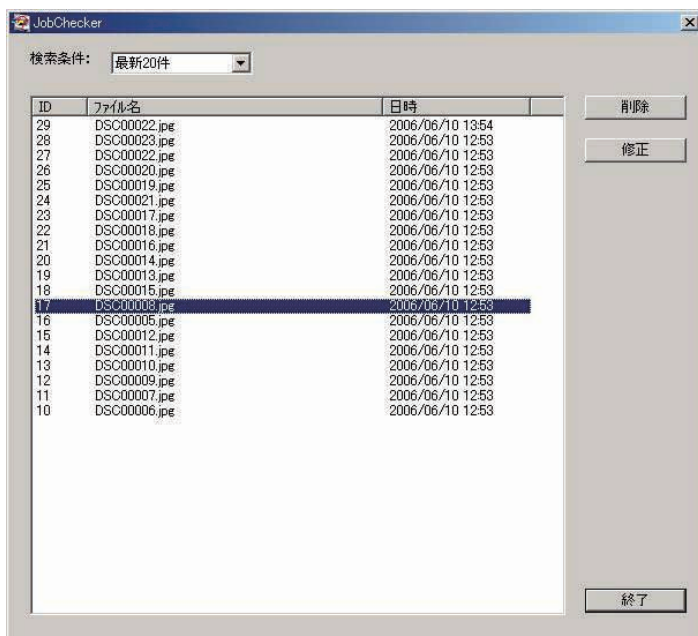 JobChecker
検索条件: 最新20件
ID ファイル名 日時
29 DSC00022.jpg 2006/06/10 13:54
28 DSC00023.jpg 2006/06/10 12:53
27 DSC00022.jpg 2006/06/10 12:53
26 DSC00020.jpg 2006/06/10 12:53
25 DSC00019.jpg 2006/06/10 12:53
24 DSC00021.jpg 2006/06/10 12:53
23 DSC00017.jpg 2006/06/10 12:53
22 DSC00018.jpg 2006/06/10 12:53
21 DSC00016.jpg 2006/06/10 12:53
20 DSC00014.jpg 2006/06/10 12:53
19 DSC00013.jpg 2006/06/10 12:53
18 DSC00015.jpg 2006/06/10 12:53
17 DSC00008.jpg 2006/06/10 12:53
16 DSC00005.jpg 2006/06/10 12:53
15 DSC00012.jpg 2006/06/10 12:53
14 DSC00011.jpg 2006/06/10 12:53
13 DSC00010.jpg 2006/06/10 12:53
12 DSC00009.jpg 2006/06/10 12:53
11 DSC00007.jpg 2006/06/10 12:53
10 DSC00006.jpg 2006/06/10 12:53
削除
修正
終了